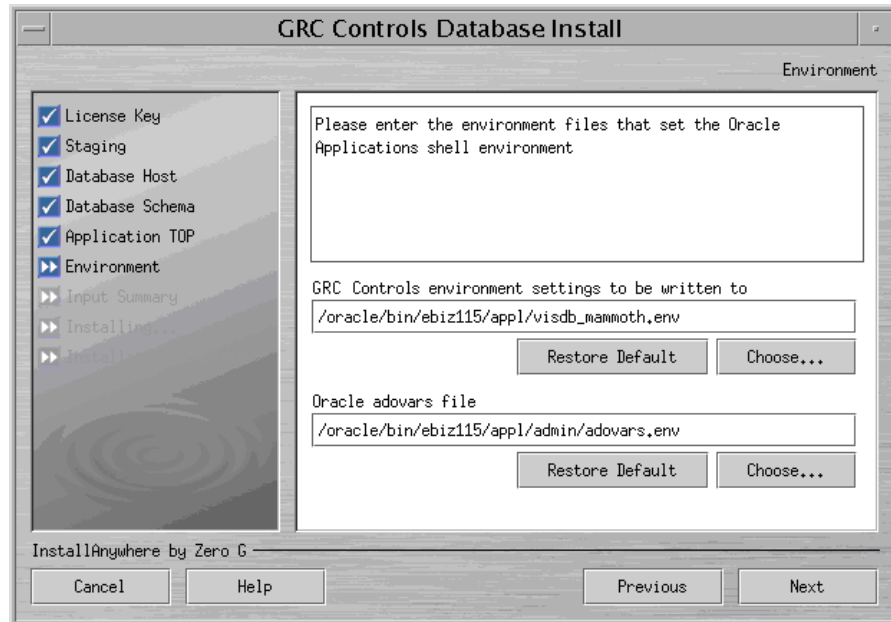 GRC Controls Database Install
Environment
License Key
Staging
Database Host
Database Schema
Application TOP
Environment
Input Summary
Installing...
Install
Please enter the environment files that set the Oracle
Applications shell environment
GRC Controls environment settings to be written to
/oracle/bin/ebiz115/appl/visdb_mammoth.env
Restore Default
Choose...
Oracle adovars file
/oracle/bin/ebiz115/appl/admin/adovars.env
Restore Default
Choose...
InstallAnywhere by Zero G
Cancel
Help
Previous
Next